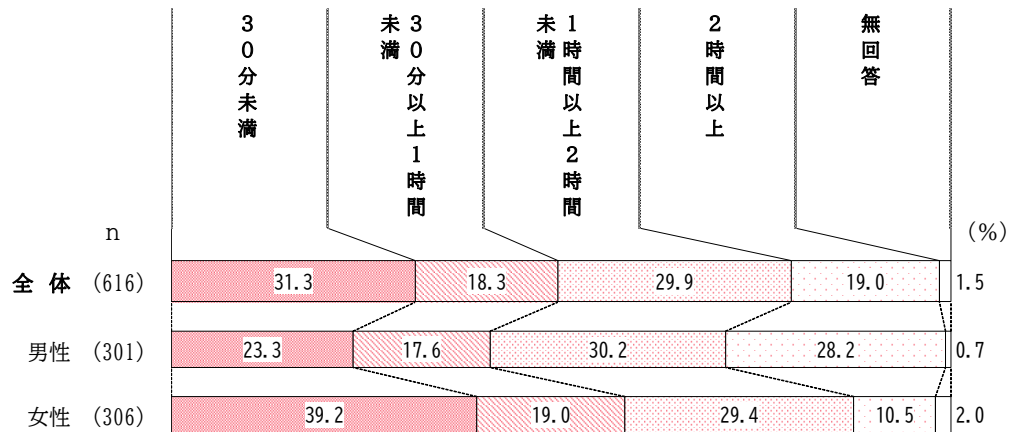 30分未満
30分以上1時間
未満
1時間以上2時間
未満
2時間以上
無回答
n
(%)
全 体 (616) 31.3 18.3 29.9 19.0 1.5
男性 (301) 23.3 17.6 30.2 28.2 0.7
女性 (306) 39.2 19.0 29.4 10.5 2.0